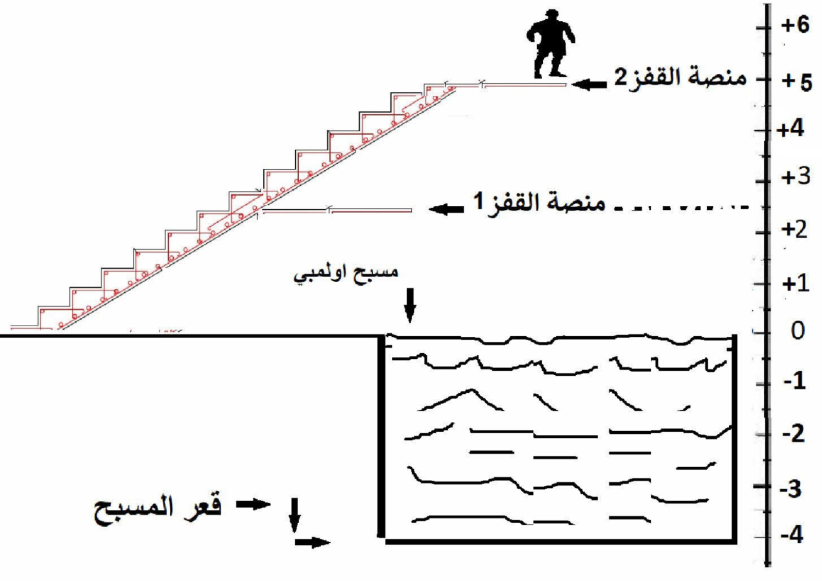 +6
منصة القفز2
+5
+4
+3
منصة القفز1
+2
مسبح اولمبي
+1
0
-1
-2
-3
قعر المسبح
-4